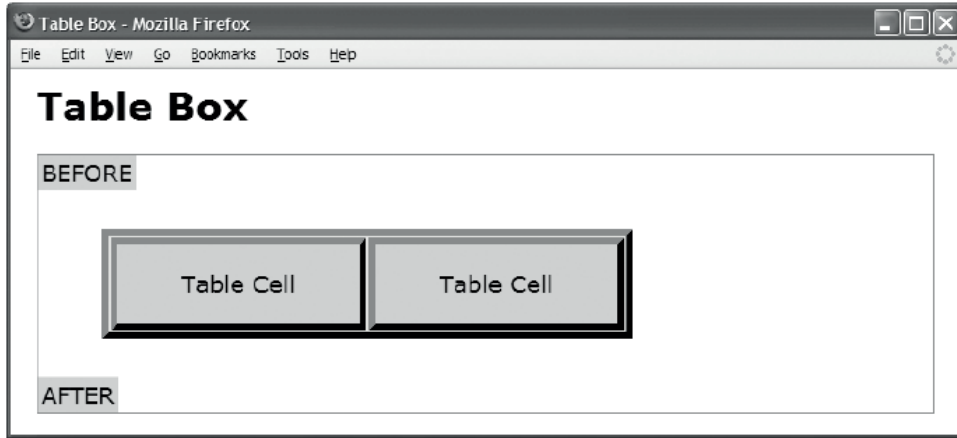 Table Box - Mozilla Firefox
File Edit View Go Bookmarks Tools Help
Table Box
BEFORE
Table Cell Table Cell
AFTER